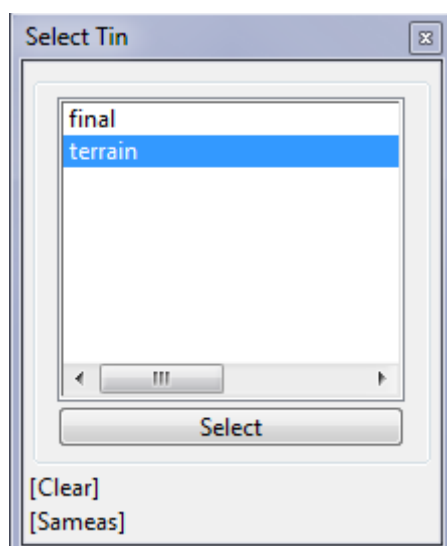 Select Tin
final
terrain
Select
[Clear]
[Sameas]